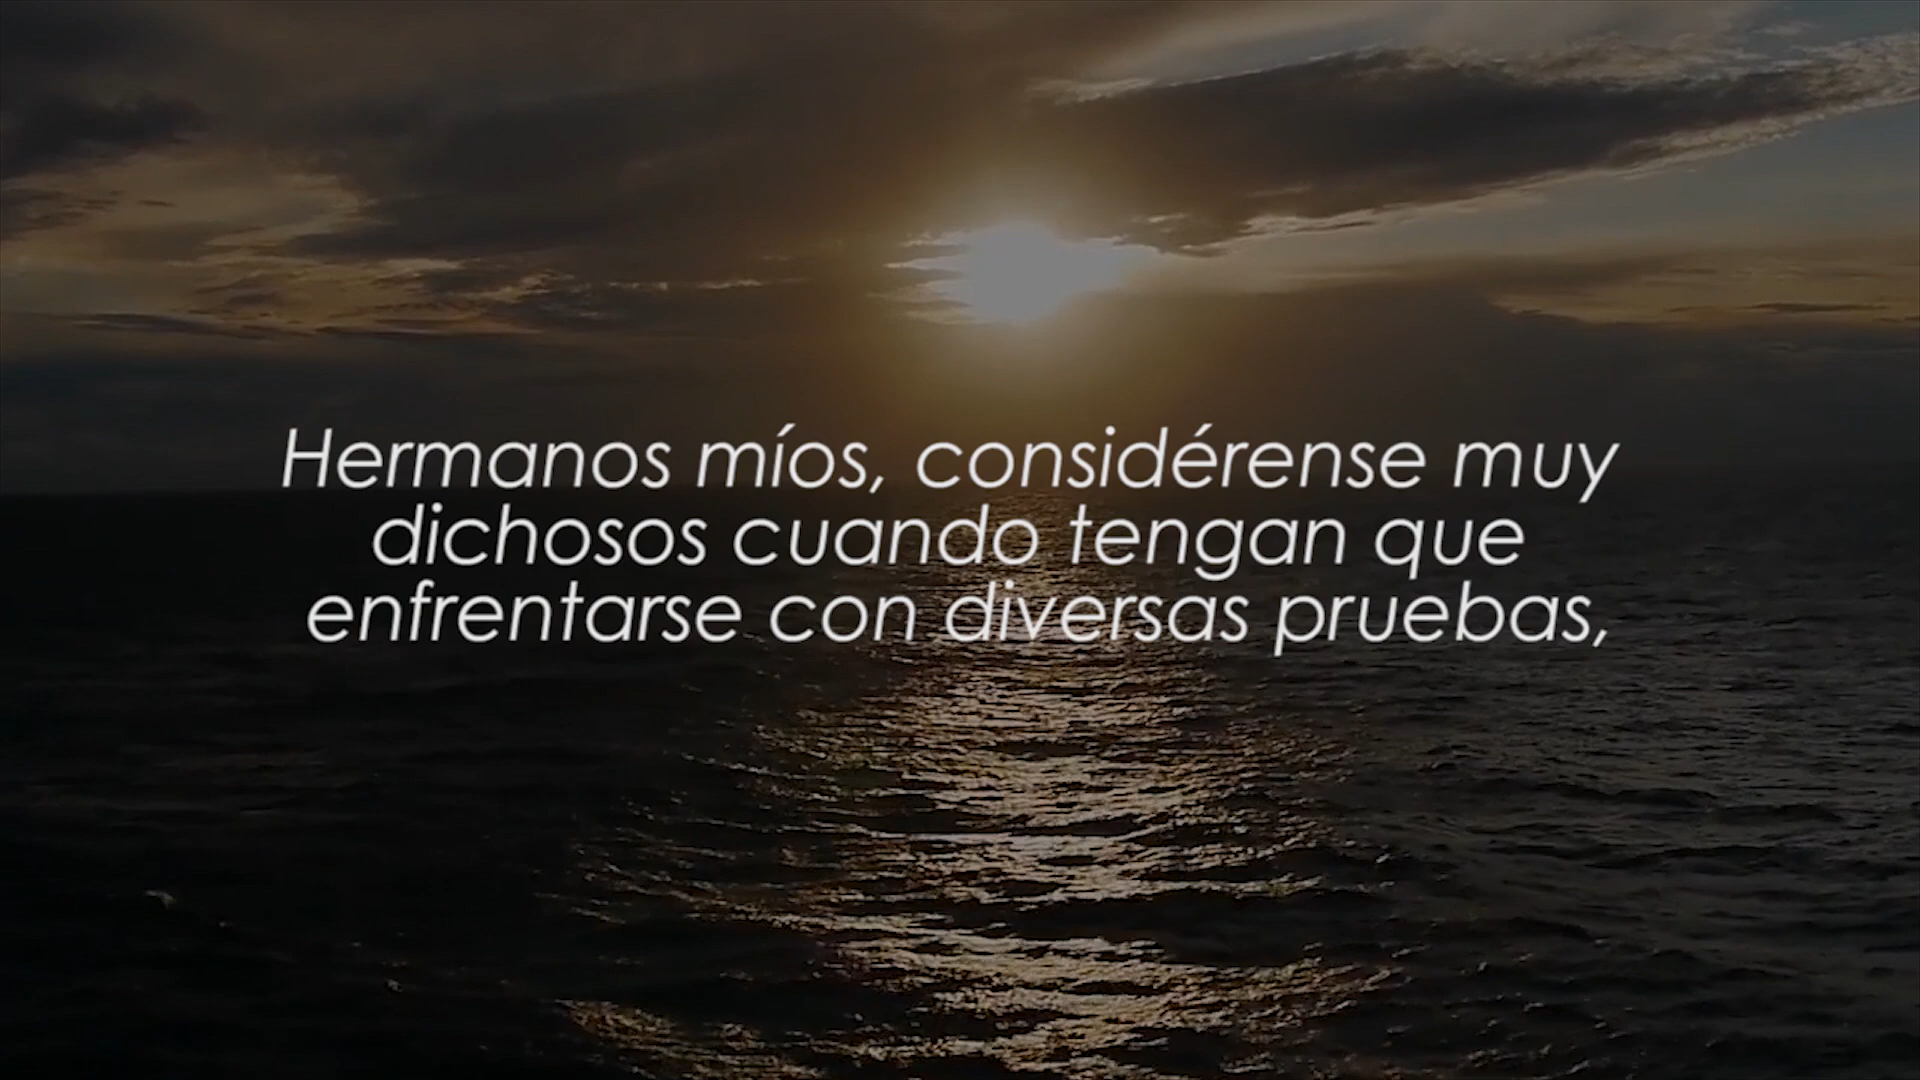 Hermanos míos, considérense muy
dichosos cuando tengan que
enfrentarse con diversas pruebas,